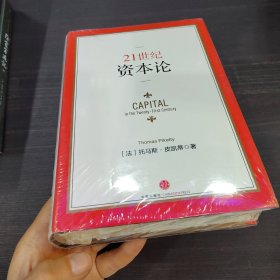 21世纪
资本论
CAPITAL
in the Twenty-First Century
Thomas Piketty
[法] 托马斯·皮凯蒂◎著